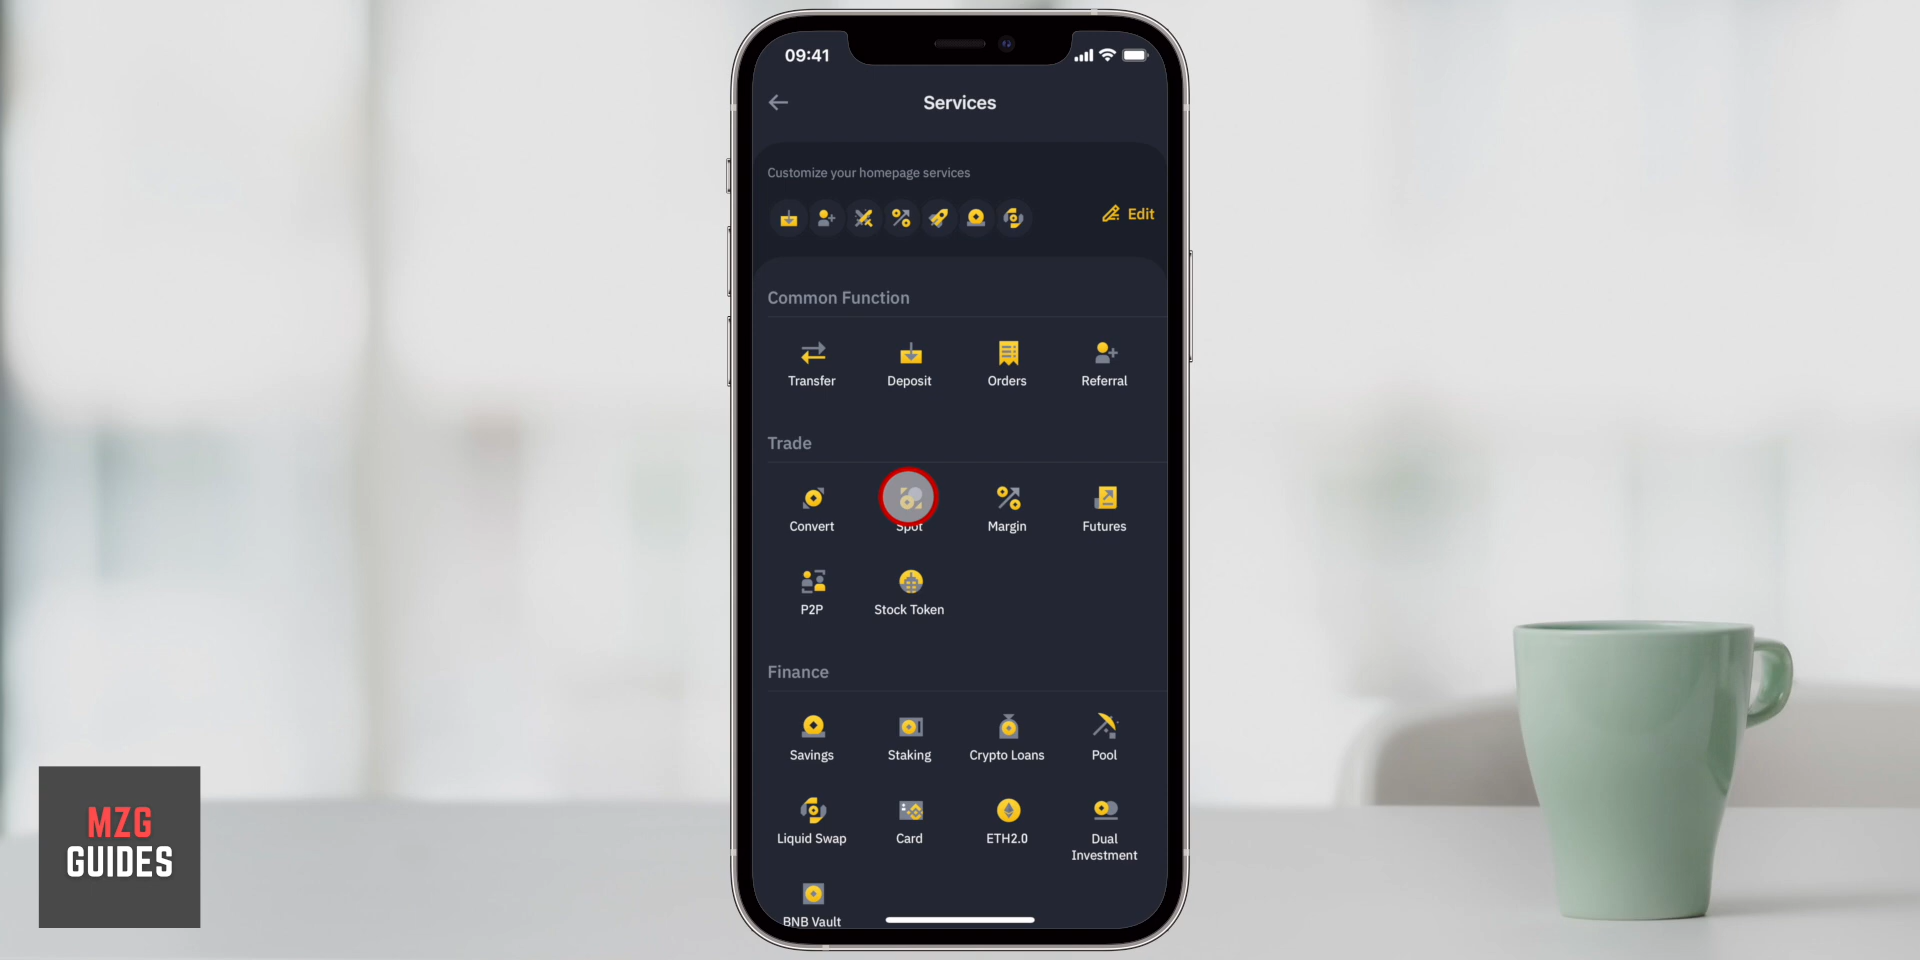 09:41
Services
Customize your homepage services
Edit
Common Function
Transfer Deposit Orders Referral
Trade
Convert Spot Margin Futures
P2P Stock Token
Finance
Savings Staking Crypto Loans Pool
Liquid Swap Card ETH2.0 Dual Investment
BNB Vault
MZG
GUIDES